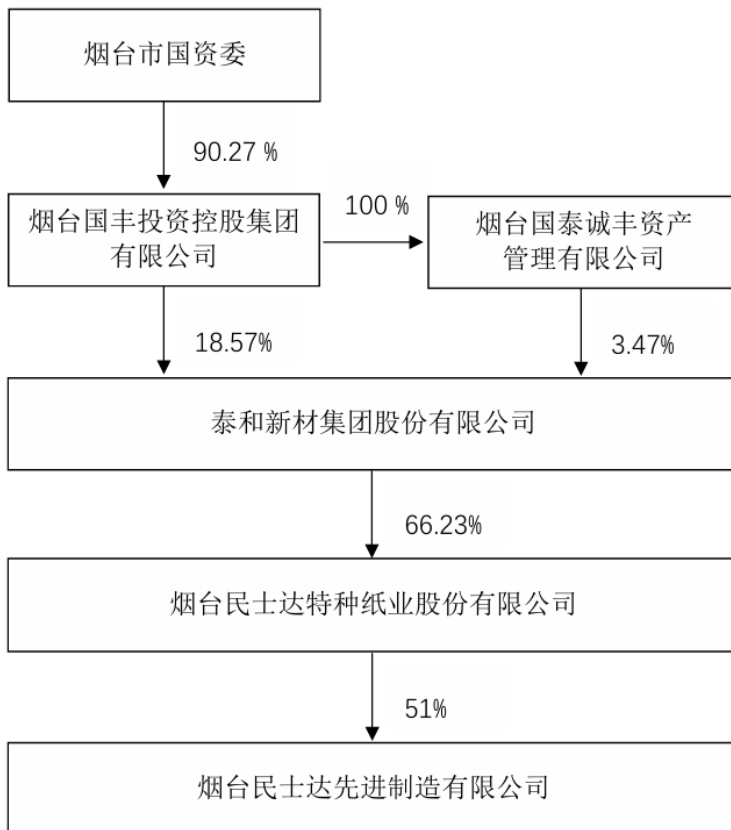 烟台市国资委
90.27 %
烟台国丰投资控股集团
有限公司
100 %
烟台国泰诚丰资产
管理有限公司
18.57%
3.47%
泰和新材集团股份有限公司
66.23%
烟台民士达特种纸业股份有限公司
51%
烟台民士达先进制造有限公司